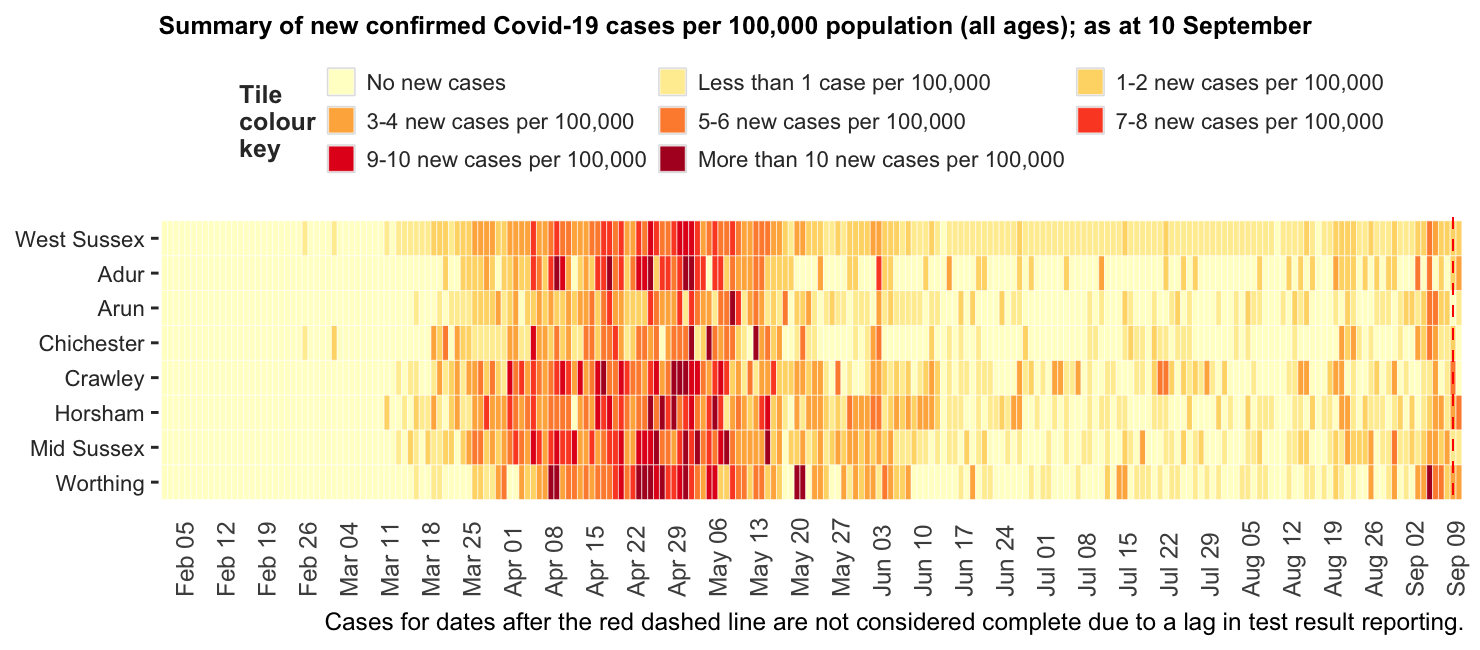 Summary of new confirmed Covid-19 cases per 100,000 population (all ages); as at 10 September
Tile
colour
key
No new cases
Less than 1 case per 100,000
1-2 new cases per 100,000
3-4 new cases per 100,000
5-6 new cases per 100,000
7-8 new cases per 100,000
9-10 new cases per 100,000
More than 10 new cases per 100,000
West Sussex
Adur
Arun
Chichester
Crawley
Horsham
Mid Sussex
Worthing
Feb 05
Feb 12
Feb 19
Feb 26
Mar 04
Mar 11
Mar 18
Mar 25
Apr 01
Apr 08
Apr 15
Apr 22
Apr 29
May 06
May 13
May 20
May 27
Jun 03
Jun 10
Jun 17
Jun 24
Jul 01
Jul 08
Jul 15
Jul 22
Jul 29
Aug 05
Aug 12
Aug 19
Aug 26
Sep 02
Sep 09
Cases for dates after the red dashed line are not considered complete due to a lag in test result reporting.